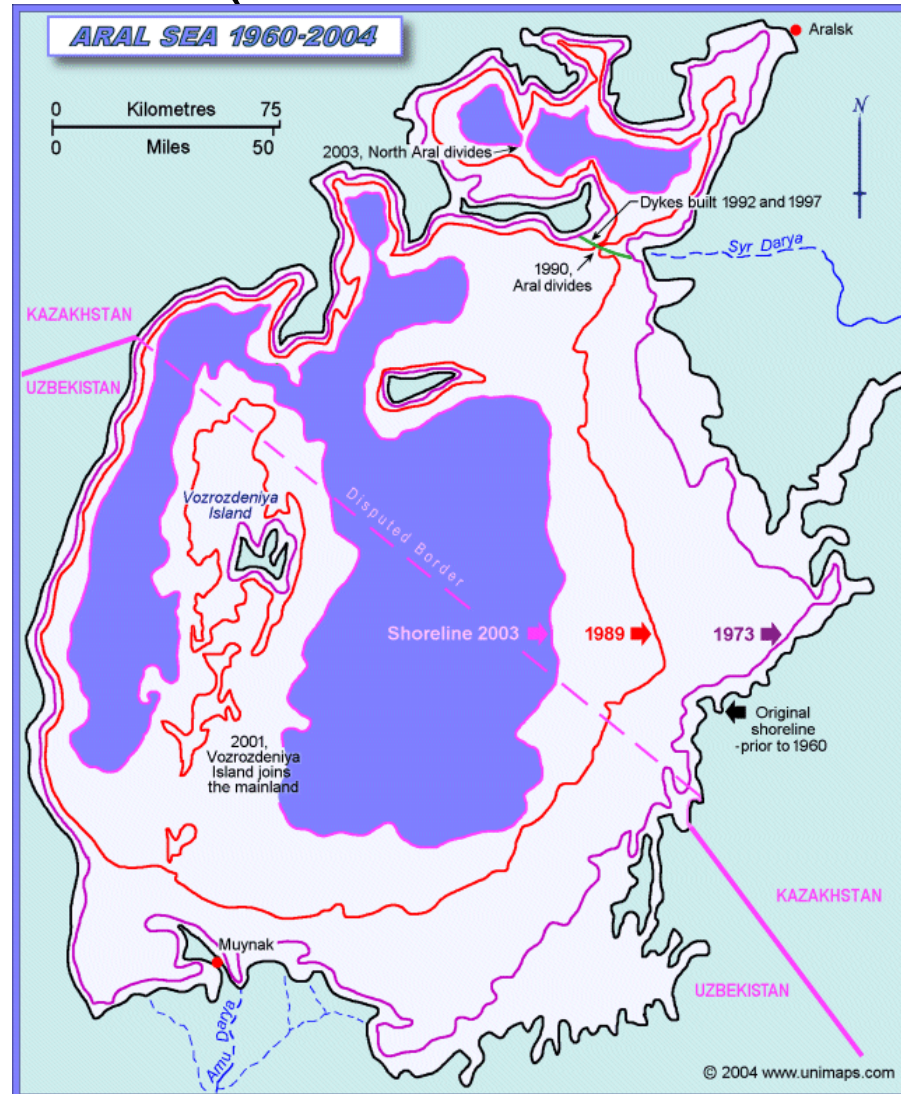 ARAL SEA 1960-2004
Aralsk
0 Kilometres 75
0 Miles 50
N
2003, North Aral divides
Dykes built 1992 and 1997
Syr Darya
1990,
Aral divides
KAZAKHSTAN
UZBEKISTAN
Vozrozdeniya
Island
Disputed Border
Shoreline 2003
1989
1973
Original
shoreline
-prior to 1960
2001,
Vozrozdeniya
Island joins
the mainland
KAZAKHSTAN
Muynak
UZBEKISTAN
Amu Darya
© 2004 www.unimaps.com